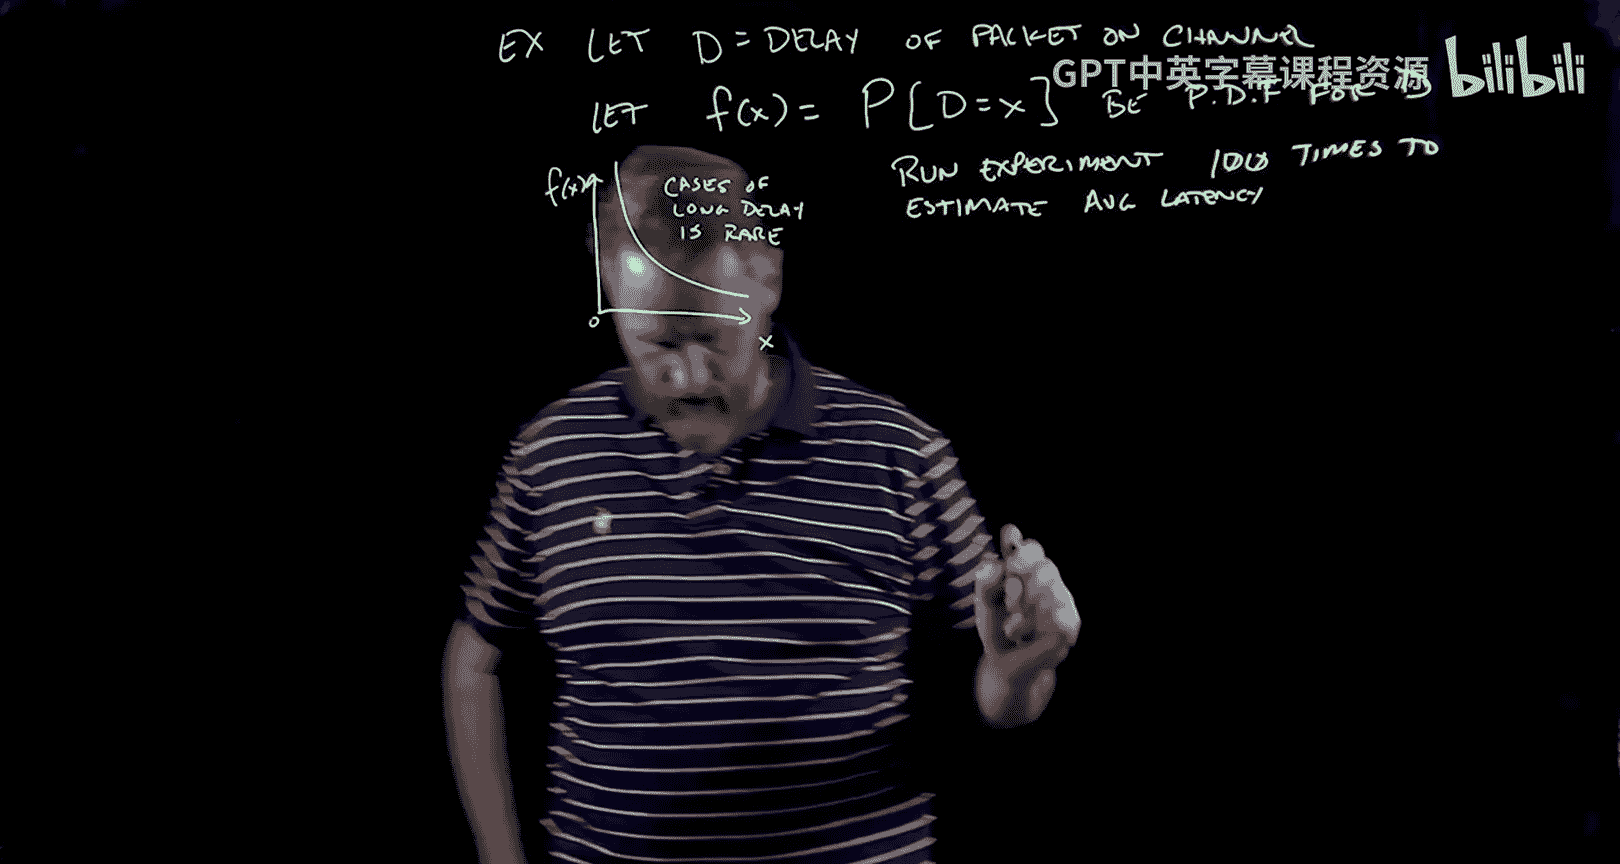 EX LET D = DELAY OF PACKET ON CHANNEL
GPT中英字幕课程资源 bilibili
LET f(x) = P[D=x] BE P.D.F FOR D
f(x)
CASES OF
LONG DELAY
IS RARE
0
x
RUN EXPERIMENT 100 TIMES TO
ESTIMATE AVG LATENCY